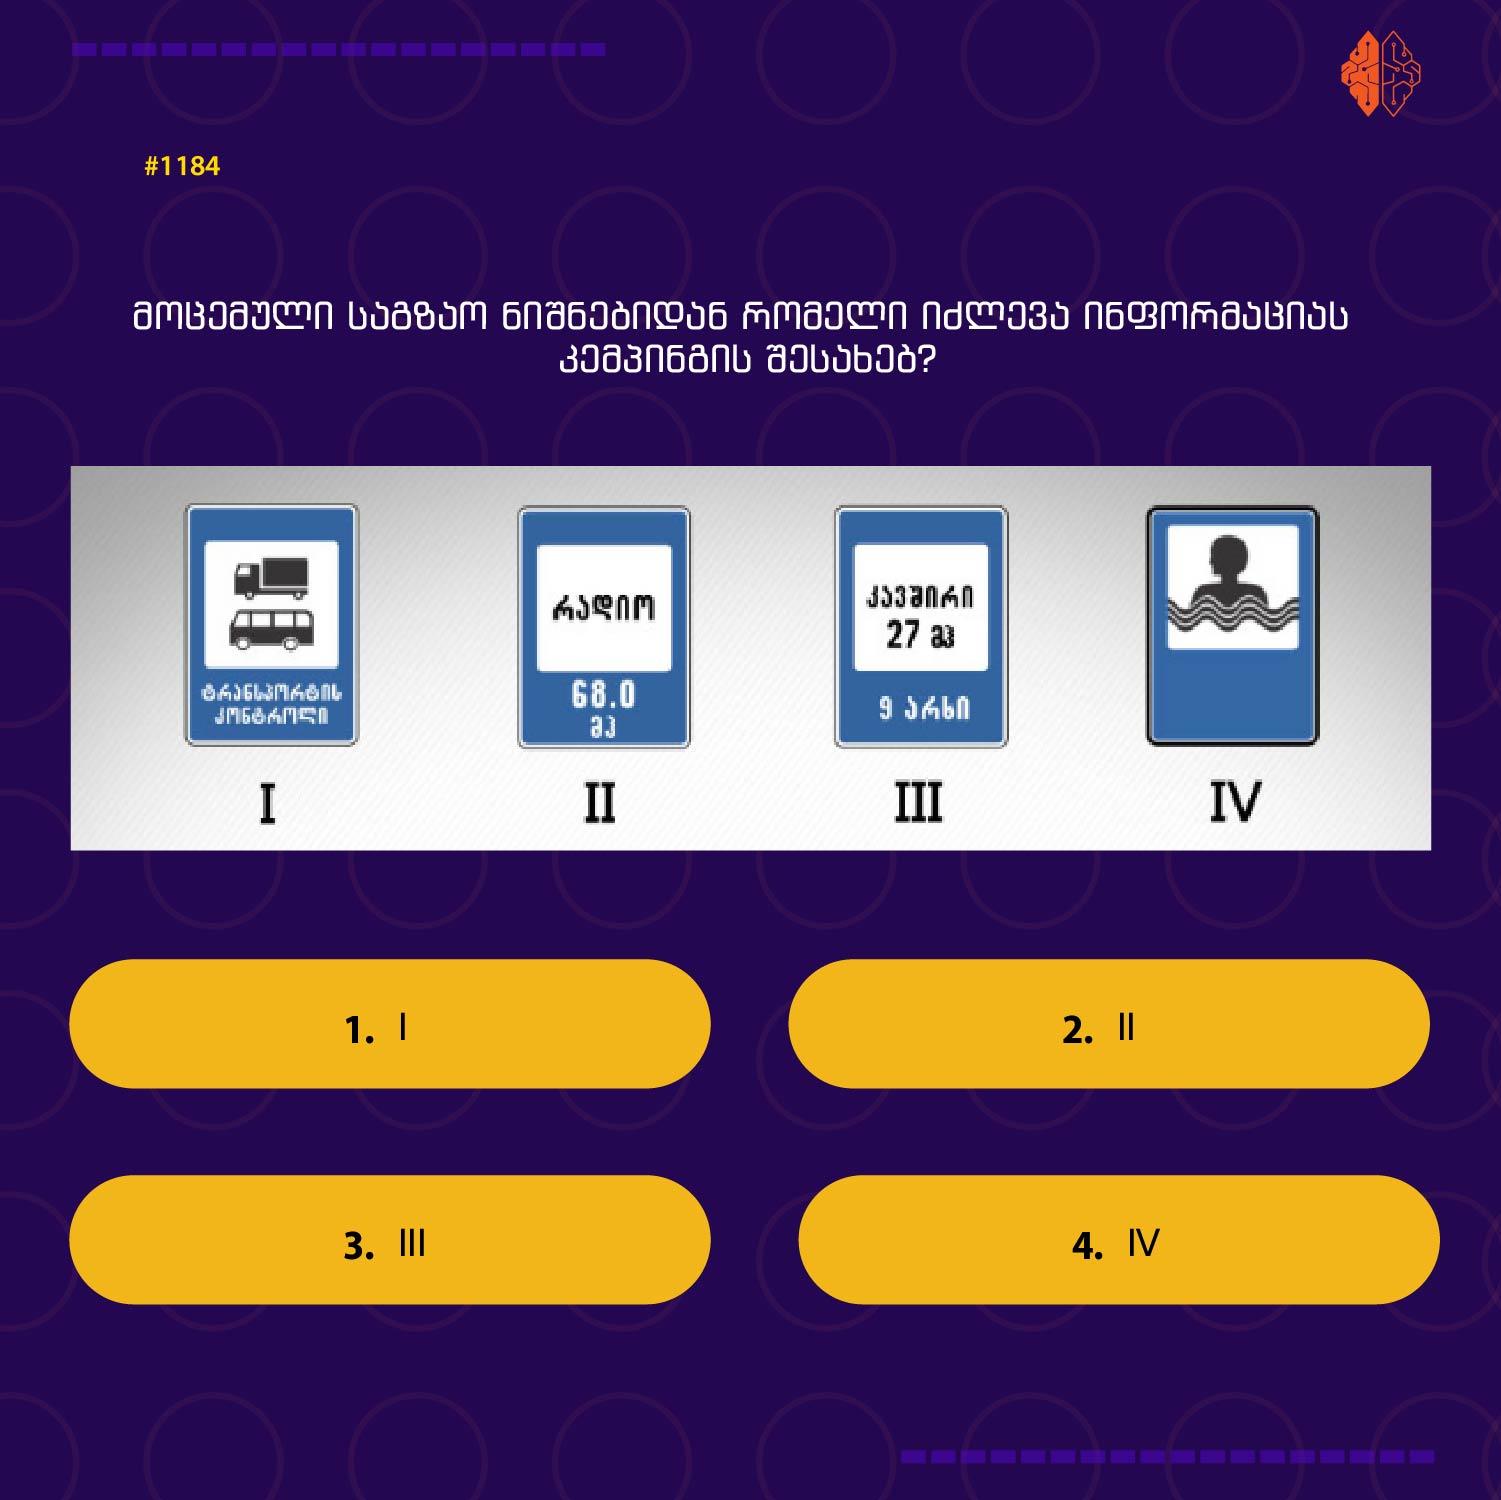 #1184
მოცემული საგზაო ნიშნებიდან რომელი იძლევა ინფორმაციას
კემპინგის შესახებ?
ტრანსპორტის
კონტროლი
I
რადიო
68.0
მჰ
II
კავშირი
27 მჰ
9 არხი
III
IV
1. I
2. II
3. III
4. IV